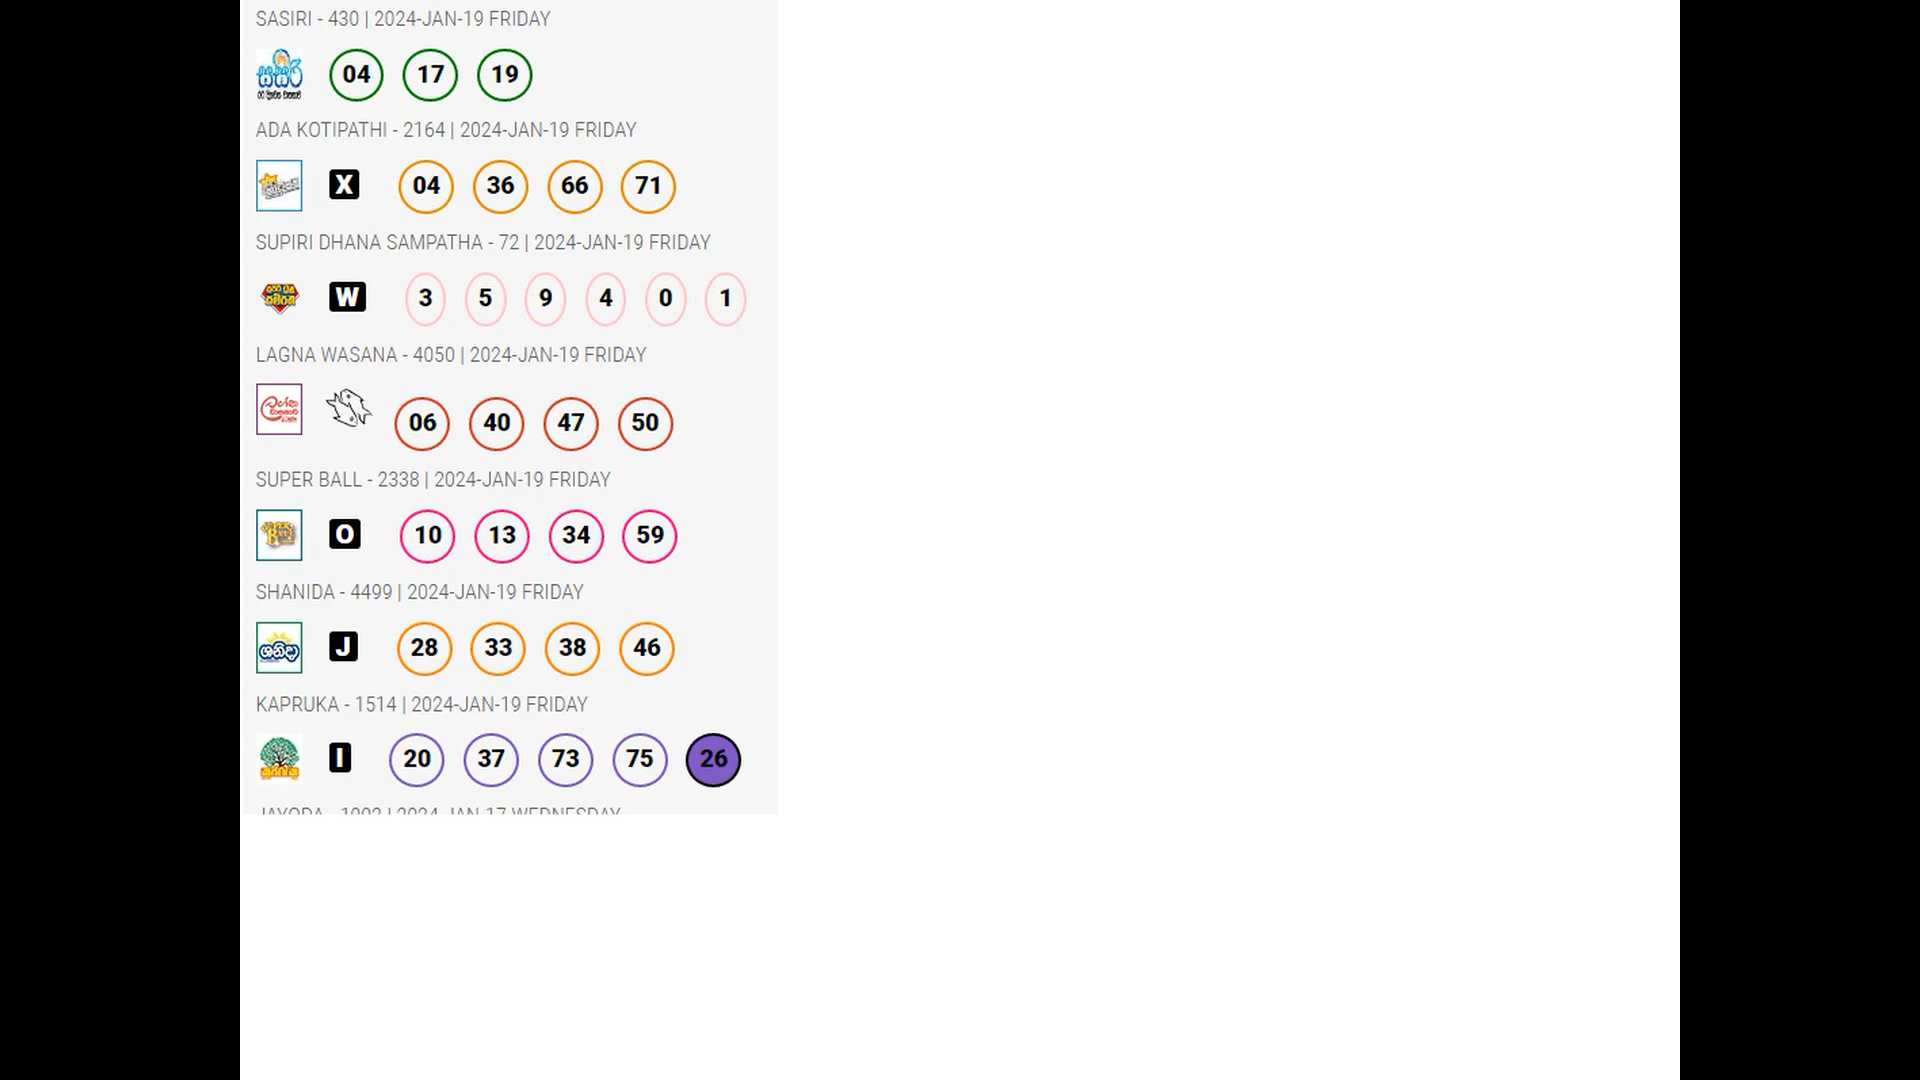 SASIRI - 430 | 2024-JAN-19 FRIDAY
සසිරි 04 17 19
ADA KOTIPATHI - 2164 | 2024-JAN-19 FRIDAY
X 04 36 66 71
SUPIRI DHANA SAMPATHA - 72 | 2024-JAN-19 FRIDAY
W 3 5 9 4 0 1
LAGNA WASANA - 4050 | 2024-JAN-19 FRIDAY
06 40 47 50
SUPER BALL - 2338 | 2024-JAN-19 FRIDAY
O 10 13 34 59
SHANIDA - 4499 | 2024-JAN-19 FRIDAY
ශනිදා J 28 33 38 46
KAPRUKA - 1514 | 2024-JAN-19 FRIDAY
I 20 37 73 75 26